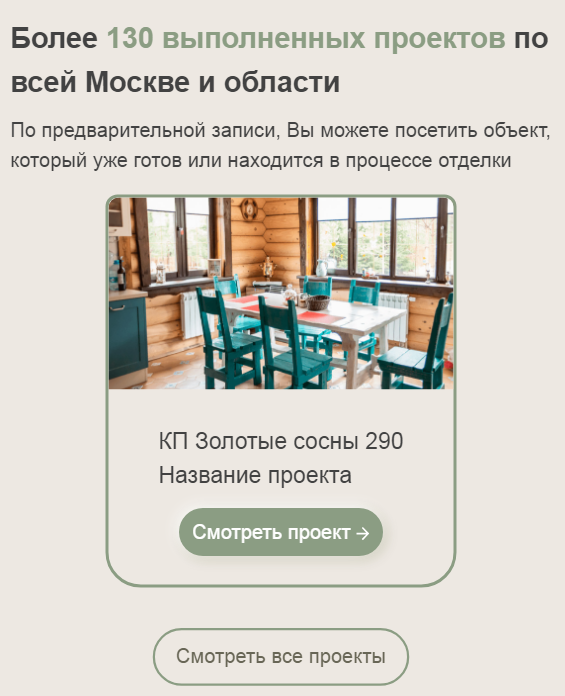 Более 130 выполненных проектов по
всей Москве и области
По предварительной записи, Вы можете посетить объект,
который уже готов или находится в процессе отделки
КП Золотые сосны 290
Название проекта
Смотреть проект →
Смотреть все проекты